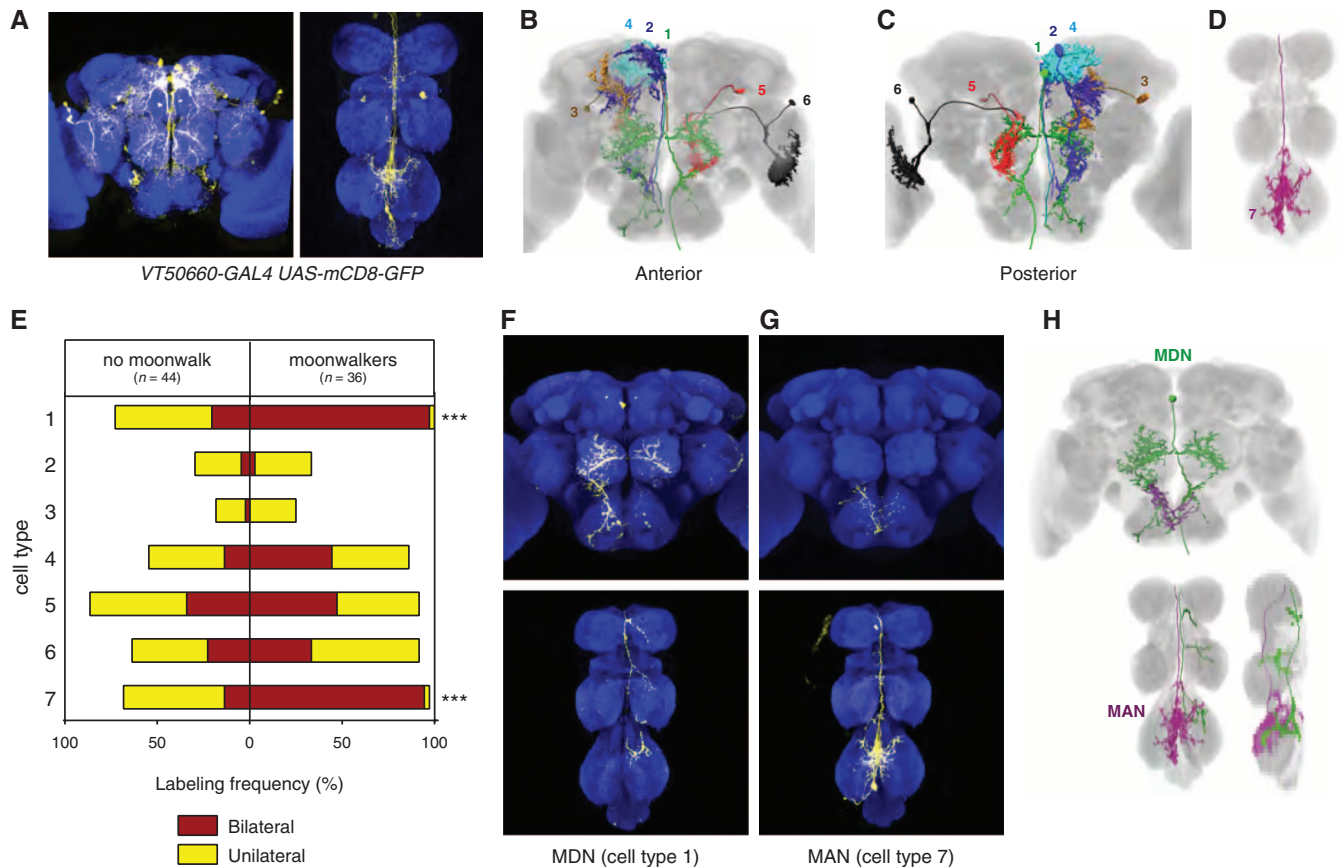 A
B
C
D
4
2
1
3
5
6
1
2
4
6
5
3
7
VT50660-GAL4 UAS-mCD8-GFP
Anterior
Posterior
E
F
G
H
no moonwalk
(n = 44)
moonwalkers
(n = 36)
cell type
1
***
2
3
4
5
6
7
***
100
50
0
50
100
Labeling frequency (%)
Bilateral
Unilateral
MDN (cell type 1)
MAN (cell type 7)
MDN
MAN